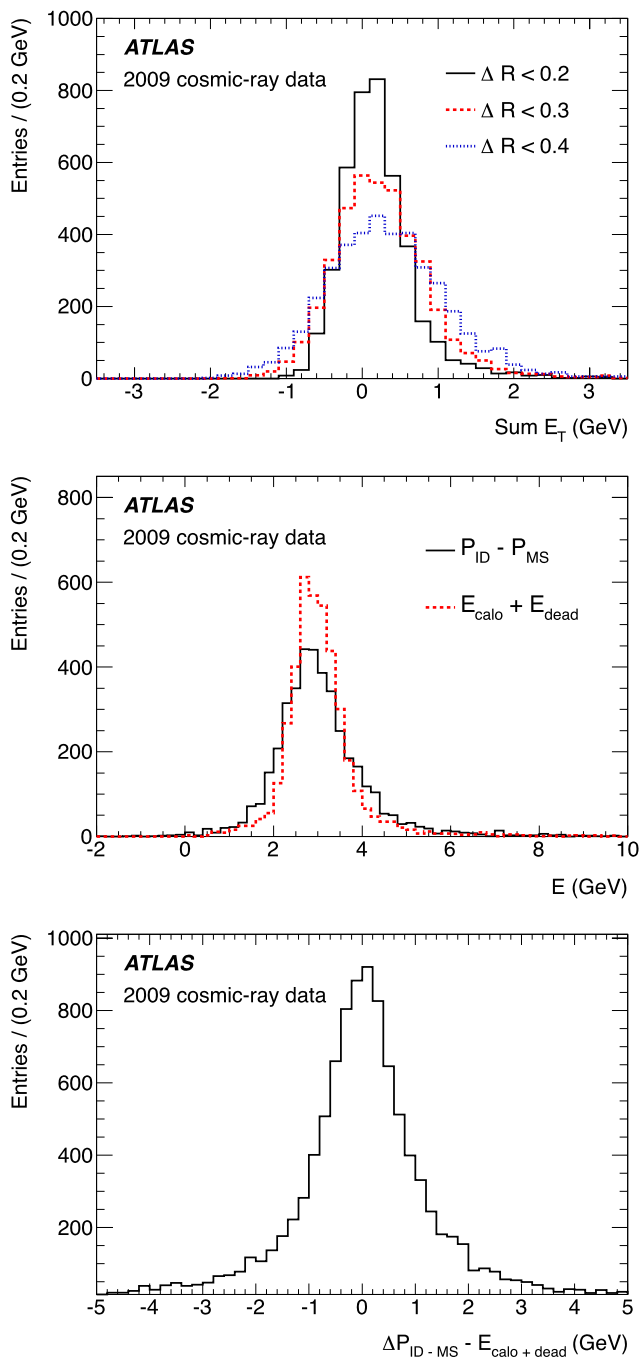 1000
800
600
400
200
0
Entries / (0.2 GeV)
ATLAS
2009 cosmic-ray data
Δ R < 0.2
Δ R < 0.3
Δ R < 0.4
-3 -2 -1 0 1 2 3
Sum E_T (GeV)
800
600
400
200
0
Entries / (0.2 GeV)
ATLAS
2009 cosmic-ray data
P_ID - P_MS
E_calo + E_dead
-2 0 2 4 6 8 10
E (GeV)
1000
800
600
400
200
Entries / (0.2 GeV)
ATLAS
2009 cosmic-ray data
-5 -4 -3 -2 -1 0 1 2 3 4 5
ΔP_ID - MS - E_calo + dead (GeV)